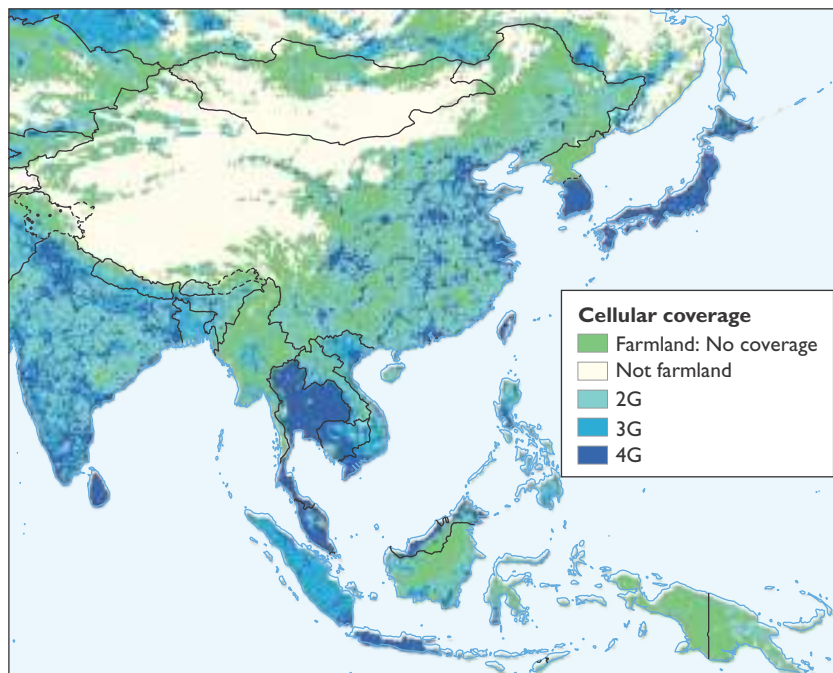 Cellular coverage
Farmland: No coverage
Not farmland
2G
3G
4G